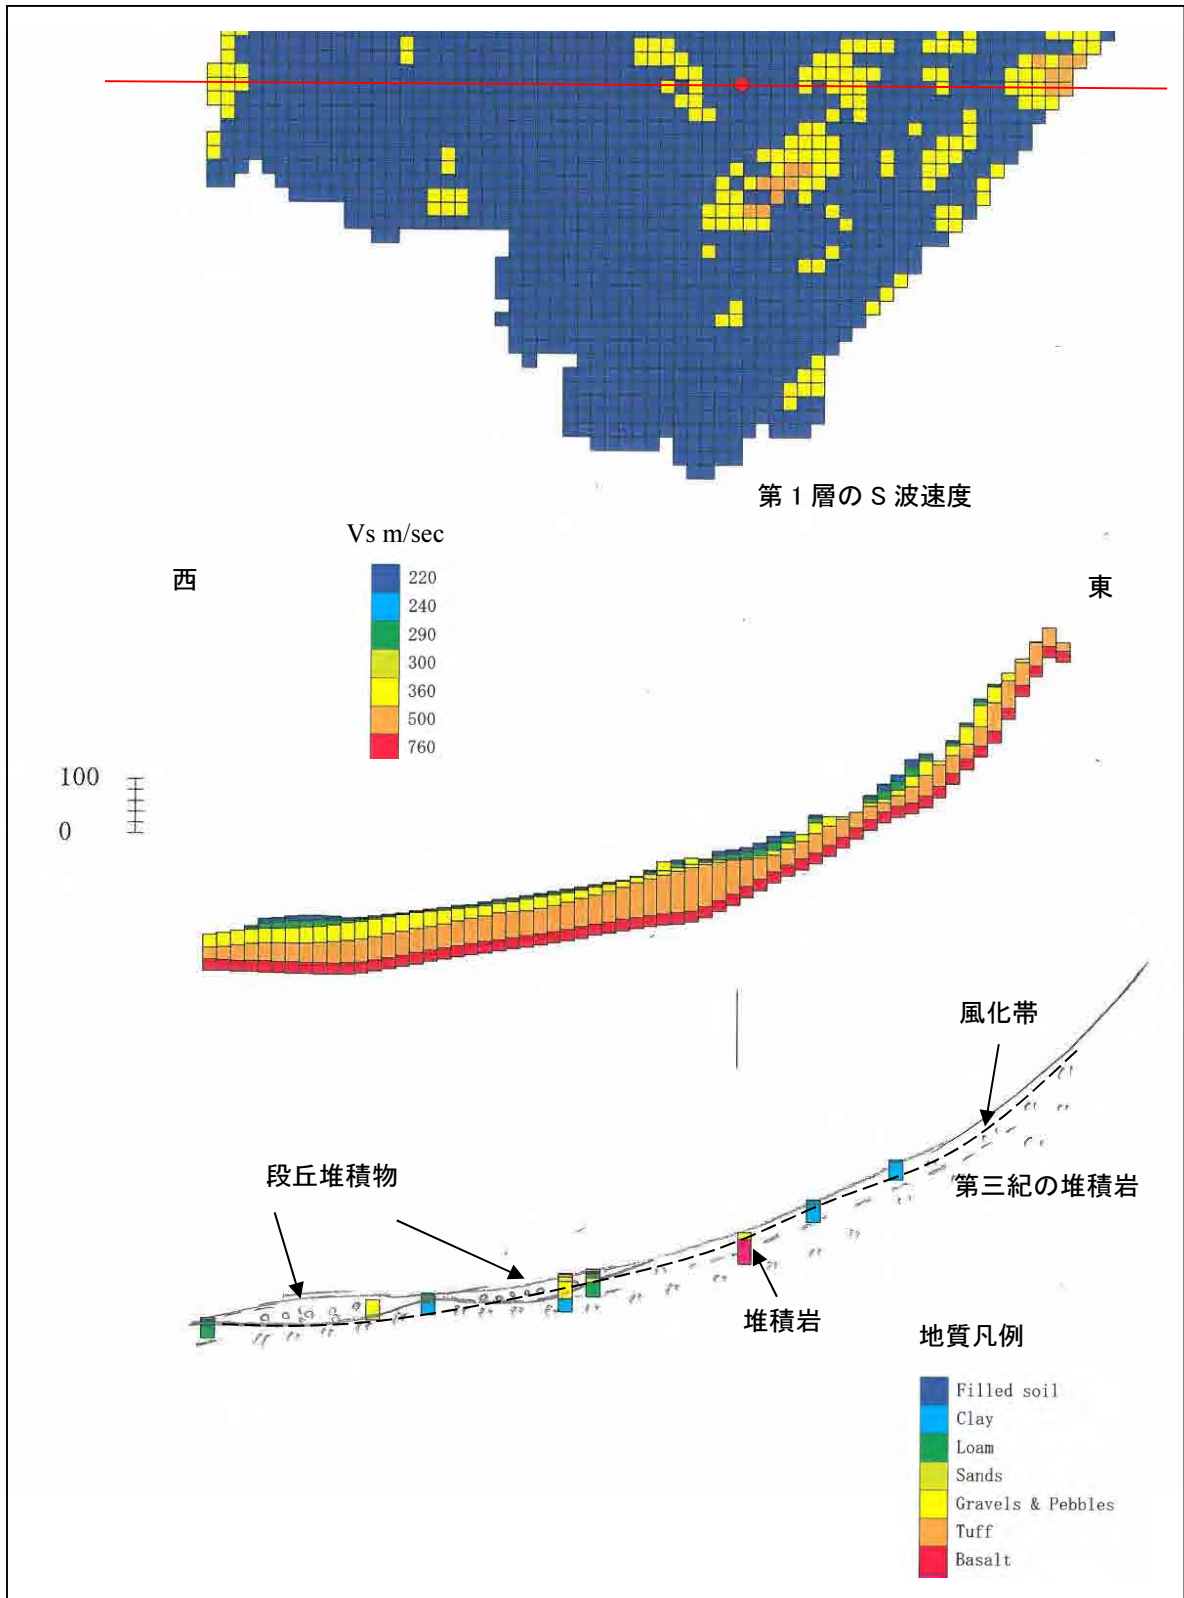 第1層のS波速度
Vs m/sec
西
東
220
240
290
300
360
500
760
100
0
風化帯
段丘堆積物
第三紀の堆積岩
堆積岩
地質凡例
Filled soil
Clay
Loam
Sands
Gravels & Pebbles
Tuff
Basalt